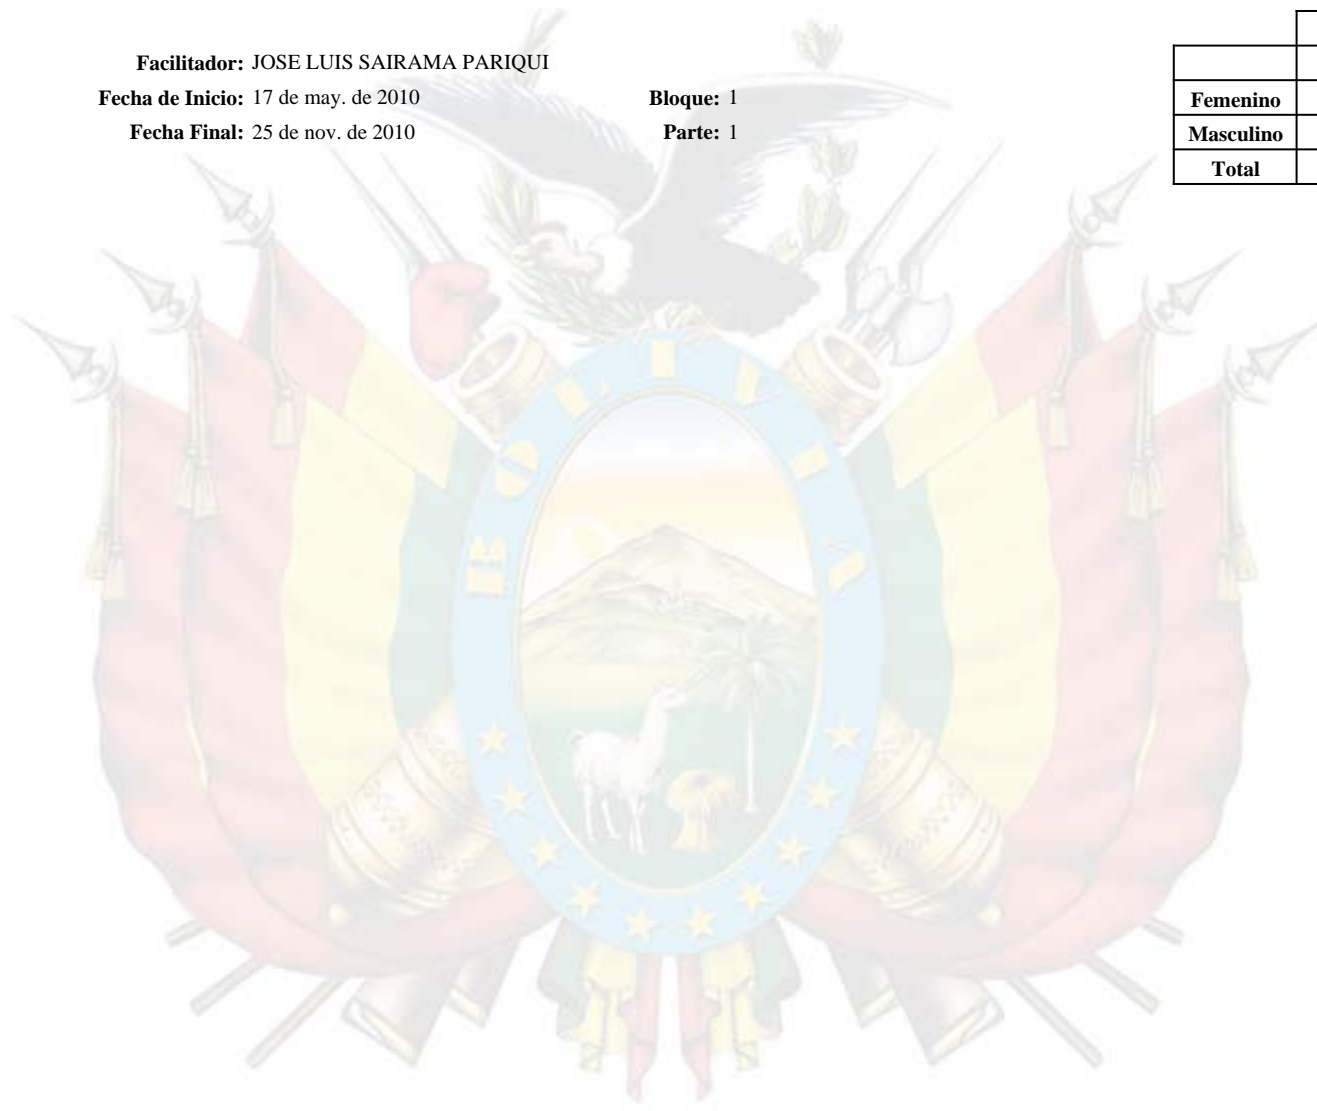 Facilitador: JOSE LUIS SAIRAMA PARIQUI
Fecha de Inicio: 17 de may. de 2010 Bloque: 1
Fecha Final: 25 de nov. de 2010 Parte: 1
Femenino
Masculino
Total
BOLIVIA